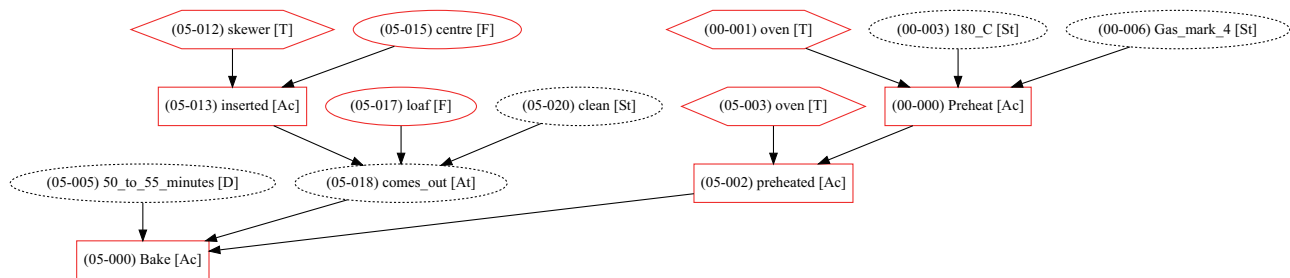 (05-012) skewer [T]
(05-015) centre [F]
(00-001) oven [T]
(00-003) 180_C [St]
(00-006) Gas_mark_4 [St]
(05-013) inserted [Ac]
(05-017) loaf [F]
(05-020) clean [St]
(05-003) oven [T]
(00-000) Preheat [Ac]
(05-005) 50_to_55_minutes [D]
(05-018) comes_out [At]
(05-002) preheated [Ac]
(05-000) Bake [Ac]